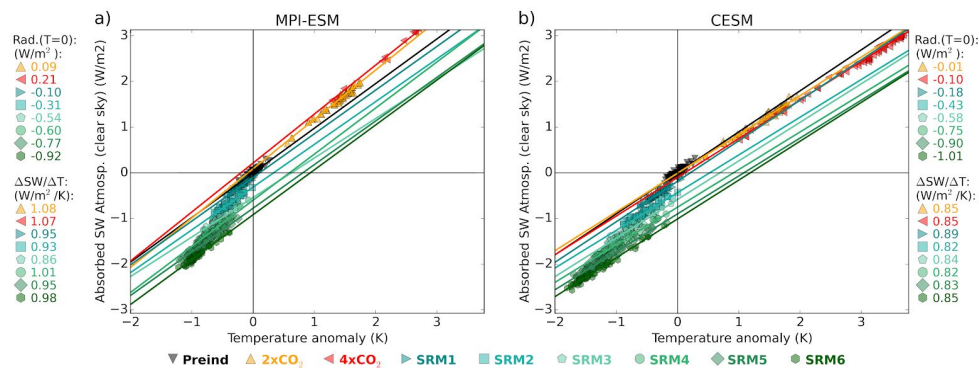 a) MPI-ESM
b) CESM
Rad.(T=0):
(W/m² ):
0.09
0.21
-0.10
-0.31
-0.54
-0.60
-0.77
-0.92
ΔSW/ΔT:
(W/m² /K):
1.08
1.07
0.95
0.93
0.86
1.01
0.95
0.98
Absorbed SW Atmosp. (clear sky) (W/m2)
3
2
1
0
−1
−2
−3
−2 −1 0 1 2 3
Temperature anomaly (K)
Absorbed SW Atmosp. (clear sky) (W/m2)
3
2
1
0
−1
−2
−3
−2 −1 0 1 2 3
Temperature anomaly (K)
Rad.(T=0):
(W/m² ):
-0.01
-0.10
-0.18
-0.43
-0.58
-0.75
-0.90
-1.01
ΔSW/ΔT:
(W/m² /K):
0.85
0.85
0.89
0.82
0.84
0.82
0.83
0.85
Preind 2xCO₂ 4xCO₂ SRM1 SRM2 SRM3 SRM4 SRM5 SRM6